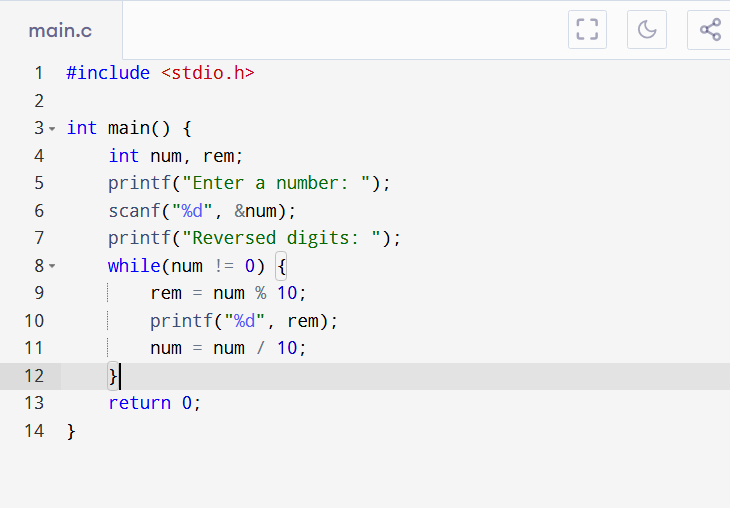 main.c
1 #include <stdio.h>
2
3 int main() {
4     int num, rem;
5     printf("Enter a number: ");
6     scanf("%d", &num);
7     printf("Reversed digits: ");
8     while(num != 0) {
9         rem = num % 10;
10         printf("%d", rem);
11         num = num / 10;
12     }
13     return 0;
14 }